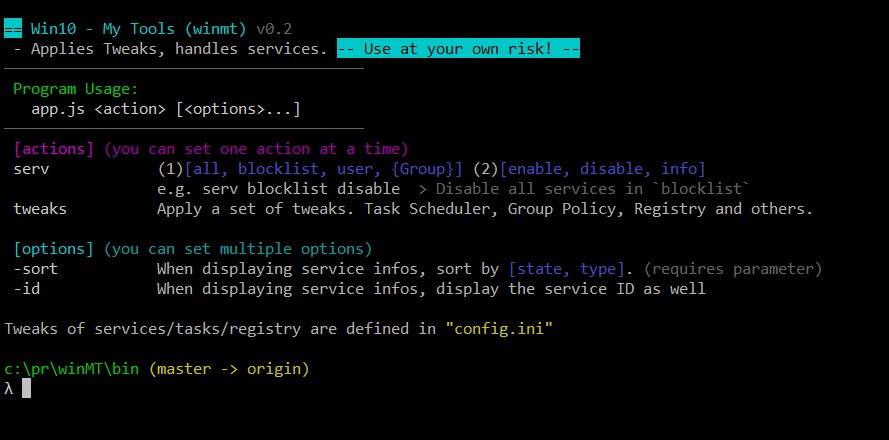 == Win10 - My Tools (winmt) v0.2
- Applies Tweaks, handles services. -- Use at your own risk! --
Program Usage:
app.js <action> [<options>...]
[actions] (you can set one action at a time)
serv (1)[all, blocklist, user, {Group}] (2)[enable, disable, info]
e.g. serv blocklist disable > Disable all services in `blocklist`
tweaks Apply a set of tweaks. Task Scheduler, Group Policy, Registry and others.
[options] (you can set multiple options)
-sort When displaying service infos, sort by [state, type]. (requires parameter)
-id When displaying service infos, display the service ID as well
Tweaks of services/tasks/registry are defined in "config.ini"
c:\pr\winMT\bin (master -> origin)
λ